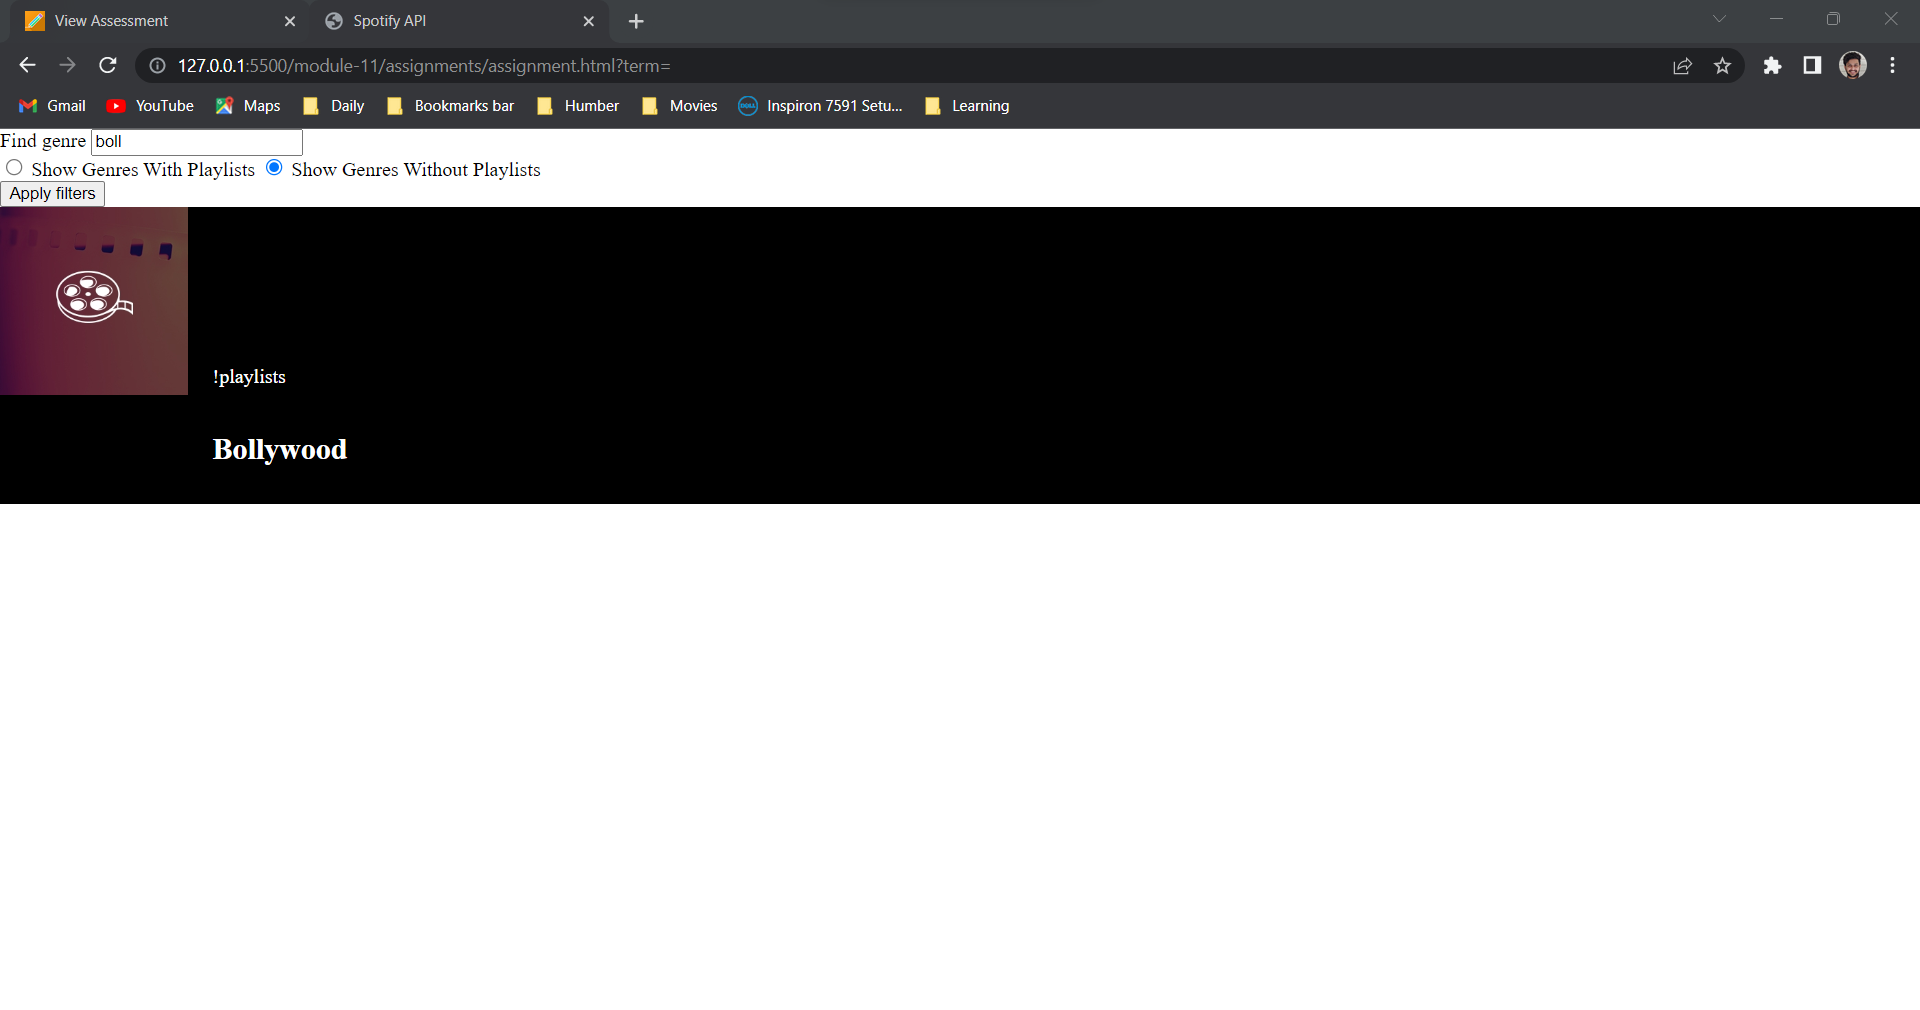 View Assessment
Spotify API
127.0.0.1:5500/module-11/assignments/assignment.html?term=
Gmail YouTube Maps Daily Bookmarks bar Humber Movies DELL Inspiron 7591 Setu... Learning
Find genre boll
Show Genres With Playlists Show Genres Without Playlists
Apply filters
!playlists
Bollywood